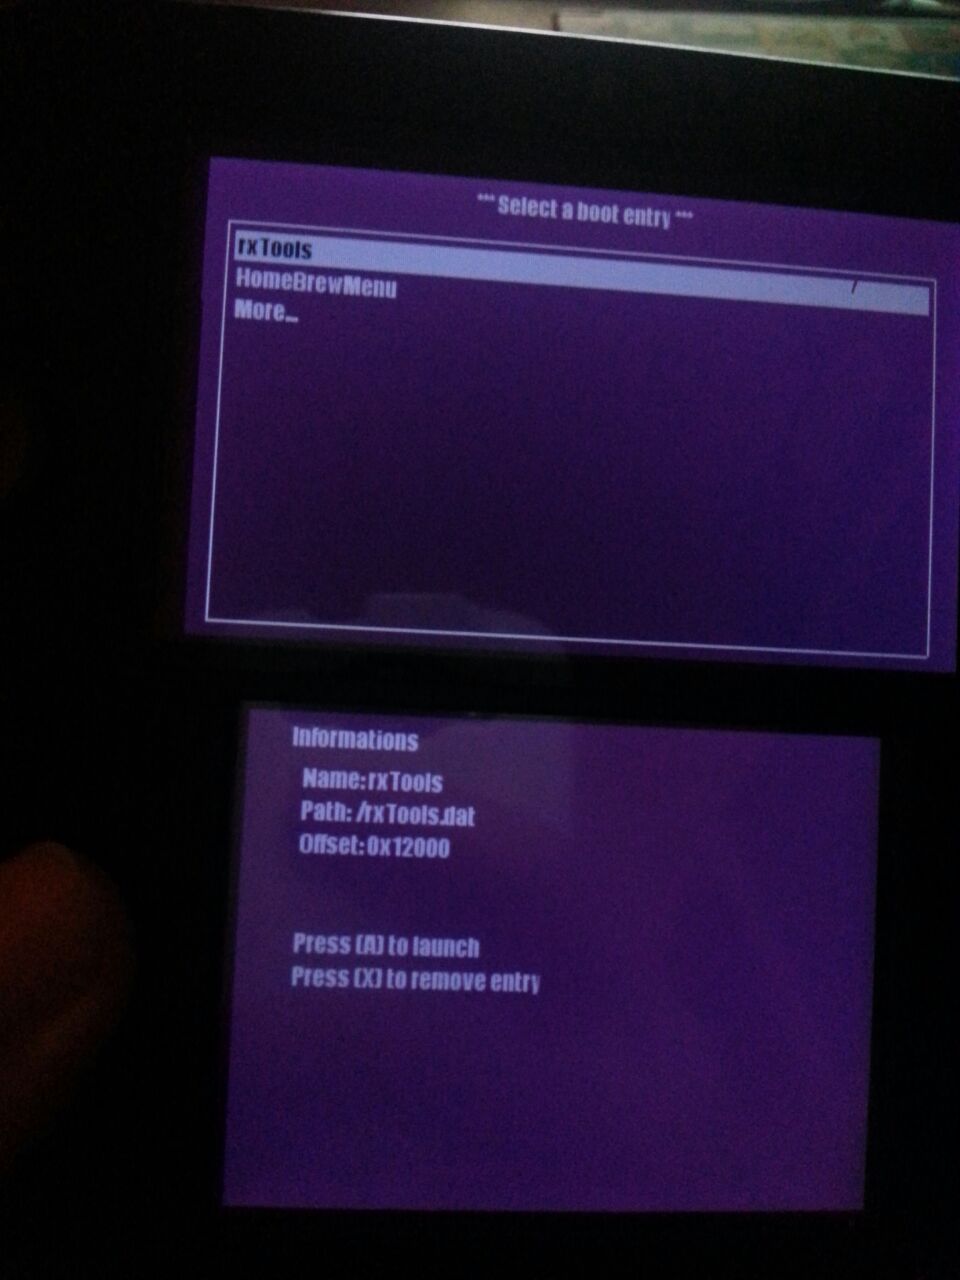 *** Select a boot entry ***
rxTools
HomeBrewMenu
More...
Informations
Name: rxTools
Path: /rxTools.dat
Offset: 0x12000
Press (A) to launch
Press (X) to remove entry